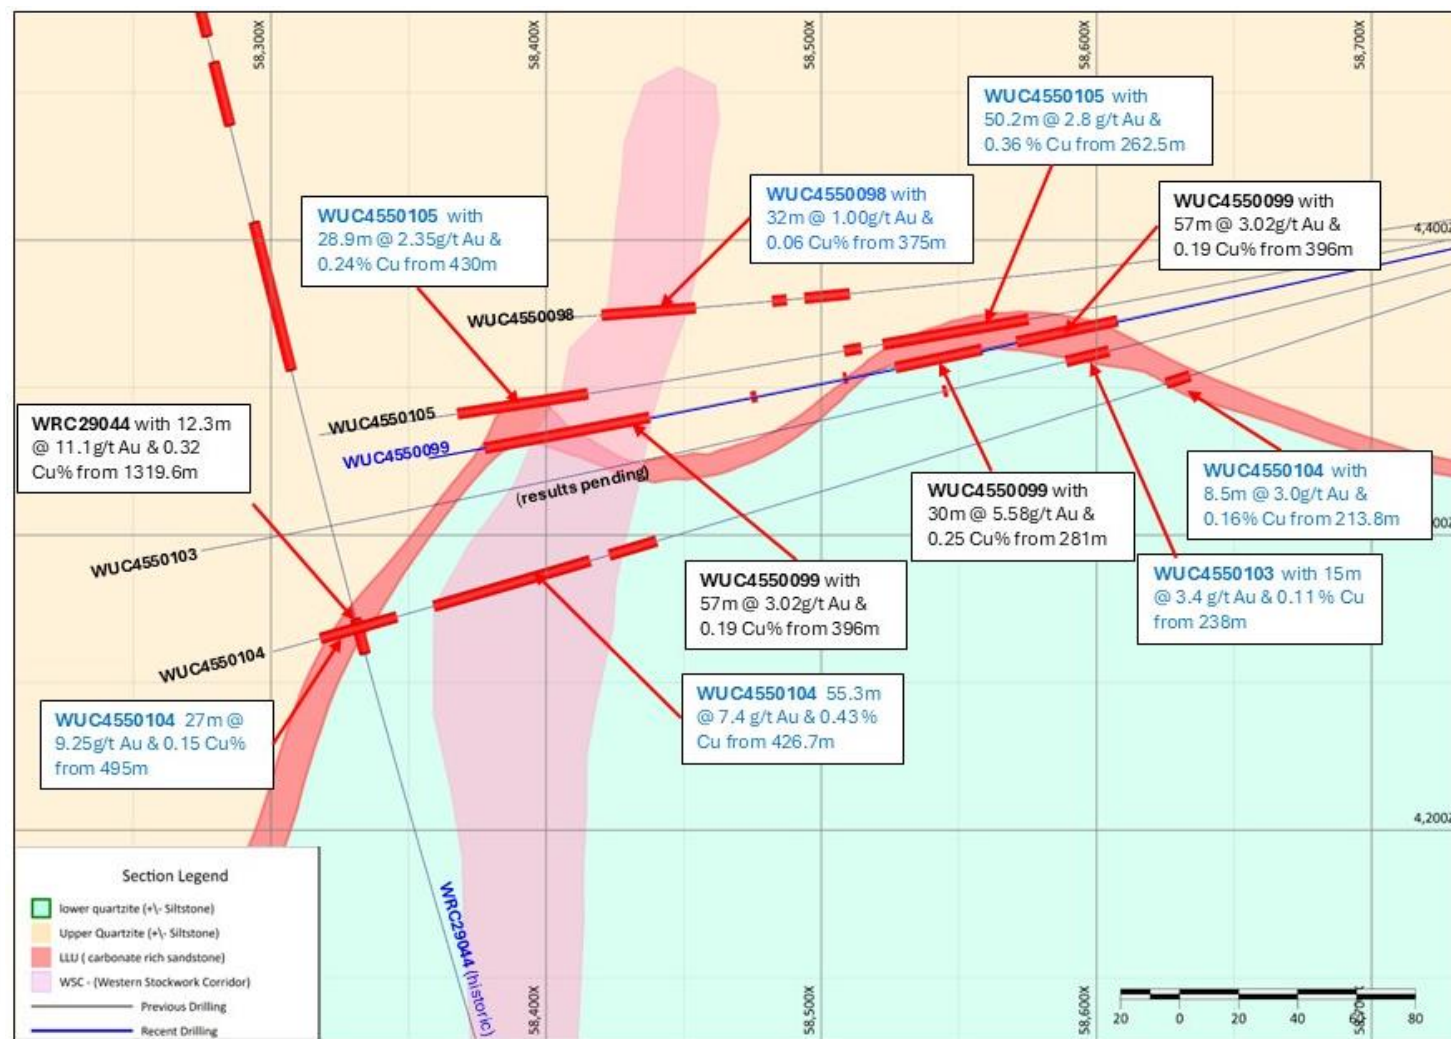 58,300X
58,400X
58,500X
58,600X
58,700X
WUC4550105 with
50.2m @ 2.8 g/t Au &
0.36 % Cu from 262.5m
WUC4550098 with
32m @ 1.00g/t Au &
0.06 Cu% from 375m
WUC4550099 with
57m @ 3.02g/t Au &
0.19 Cu% from 396m
WUC4550105 with
28.9m @ 2.35g/t Au &
0.24% Cu from 430m
4,400Z
WUC4550098
WUC4550105
WUC4550099
(results pending)
WRC29044 with 12.3m
@ 11.1g/t Au & 0.32
Cu% from 1319.6m
WUC4550104 with
8.5m @ 3.0g/t Au &
0.16% Cu from 213.8m
WUC4550099 with
30m @ 5.58g/t Au &
0.25 Cu% from 281m
00Z
WUC4550103
WUC4550099 with
57m @ 3.02g/t Au &
0.19 Cu% from 396m
WUC4550103 with 15m
@ 3.4 g/t Au & 0.11 % Cu
from 238m
WUC4550104
WUC4550104 27m @
9.25g/t Au & 0.15 Cu%
from 495m
WUC4550104 55.3m
@ 7.4 g/t Au & 0.43 %
Cu from 426.7m
4,200Z
Section Legend
lower quartzite (+\- Siltstone)
Upper Quartzite (+\- Siltstone)
LLU ( carbonate rich sandstone)
WSC - (Western Stockwork Corridor)
Previous Drilling
Recent Drilling
WRC29044 (historic)
58,400X
58,500X
58,600X
20 0 20 40 60 80